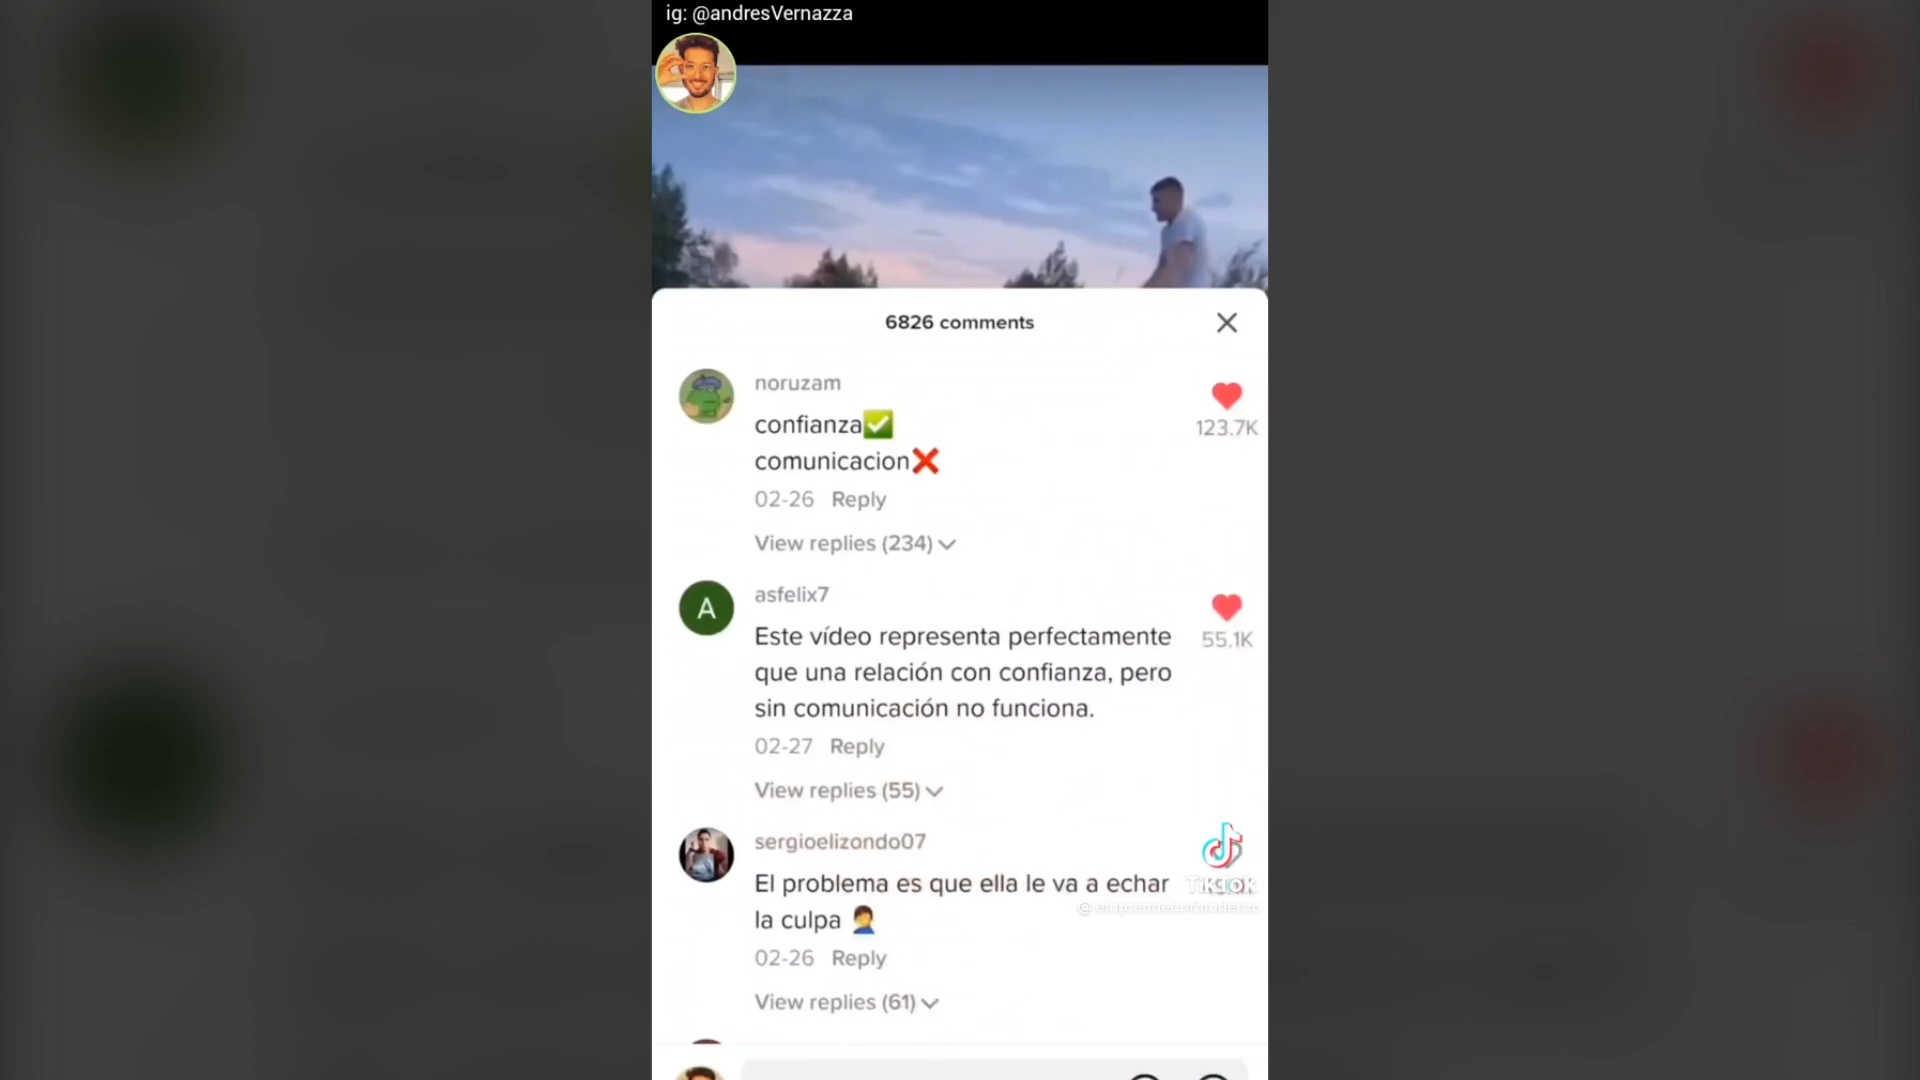 ig: @andresVernazza
6826 comments
noruzam
confianza✅
comunicacion❌
123.7K
02-26 Reply
View replies (234)
A
asfelix7
Este vídeo representa perfectamente
que una relación con confianza, pero
sin comunicación no funciona.
55.1K
02-27 Reply
View replies (55)
sergioelizondo07
El problema es que ella le va a echar
la culpa 🤦‍♂️
TikTok
@emprendedormoderno
02-26 Reply
View replies (61)